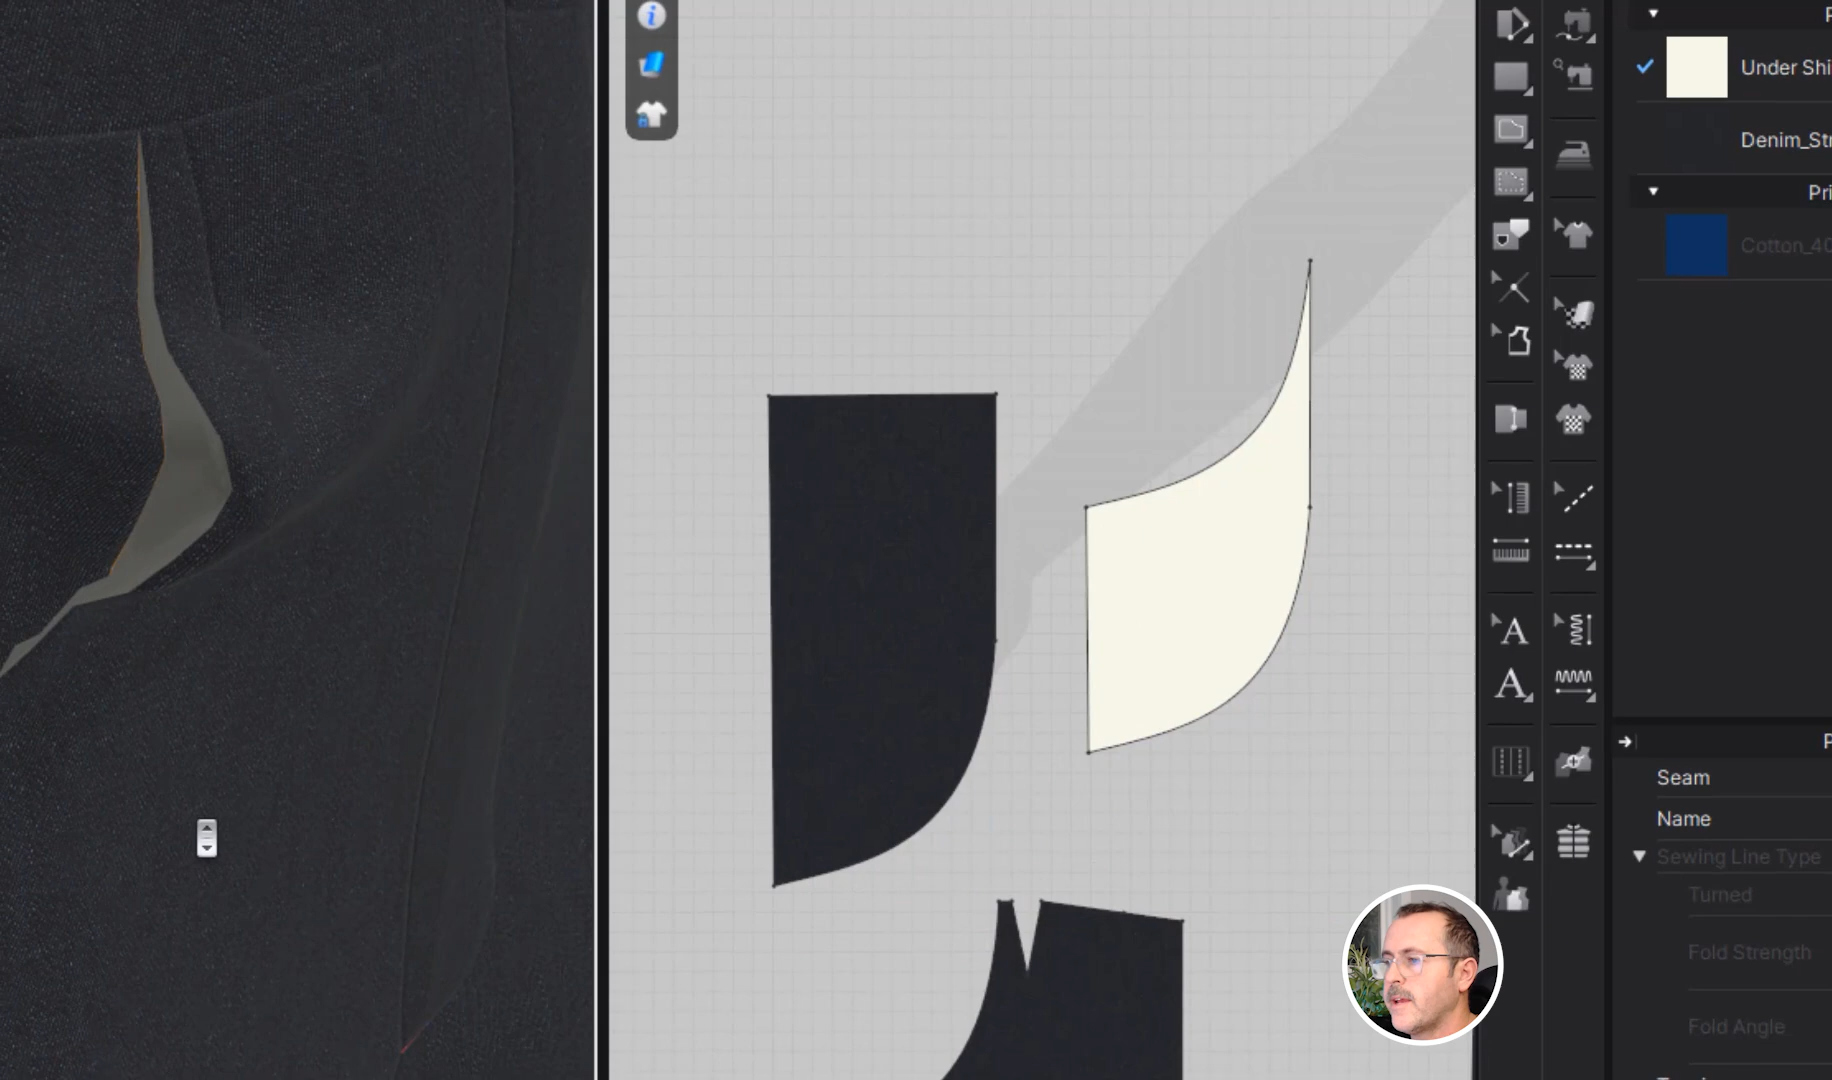 Under Shi
Denim_Str
Pri
Cotton_40
Seam
Name
Sewing Line Type
Turned
Fold Strength
Fold Angle